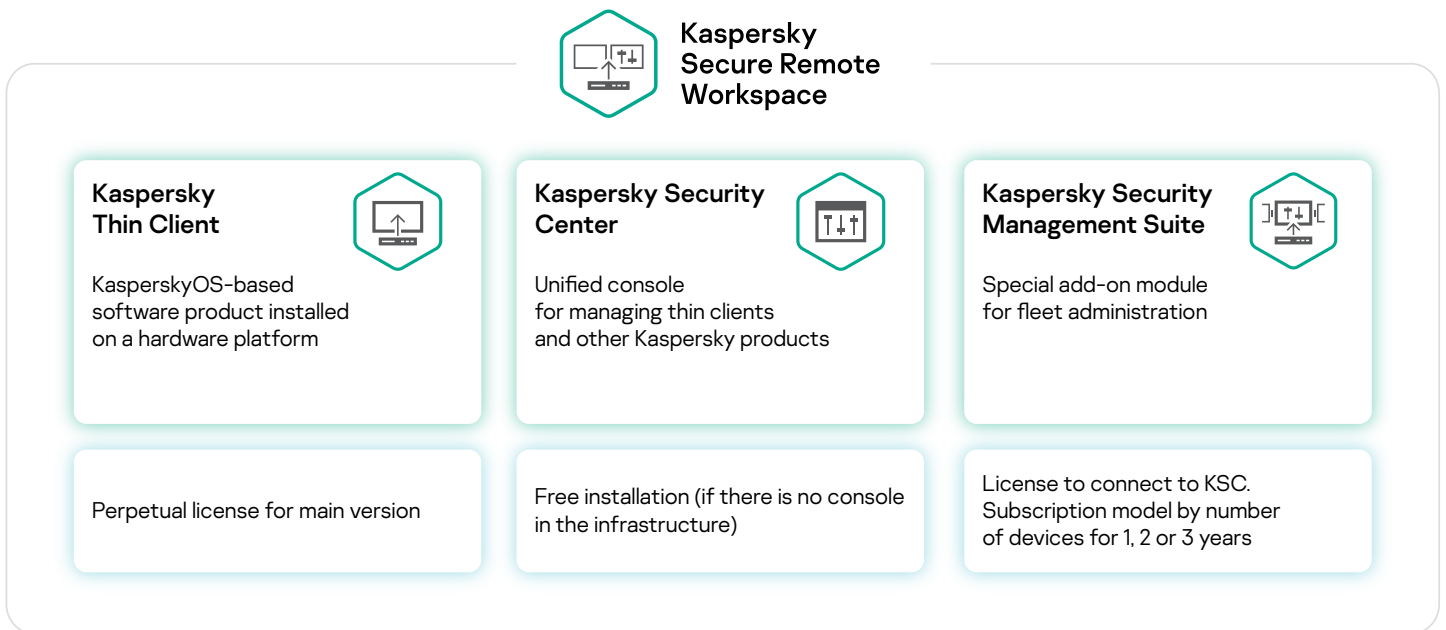 Kaspersky
Secure Remote
Workspace
Kaspersky
Thin Client
KasperskyOS-based
software product installed
on a hardware platform
Perpetual license for main version
Kaspersky Security
Center
Unified console
for managing thin clients
and other Kaspersky products
Free installation (if there is no console
in the infrastructure)
Kaspersky Security
Management Suite
Special add-on module
for fleet administration
License to connect to KSC.
Subscription model by number
of devices for 1, 2 or 3 years